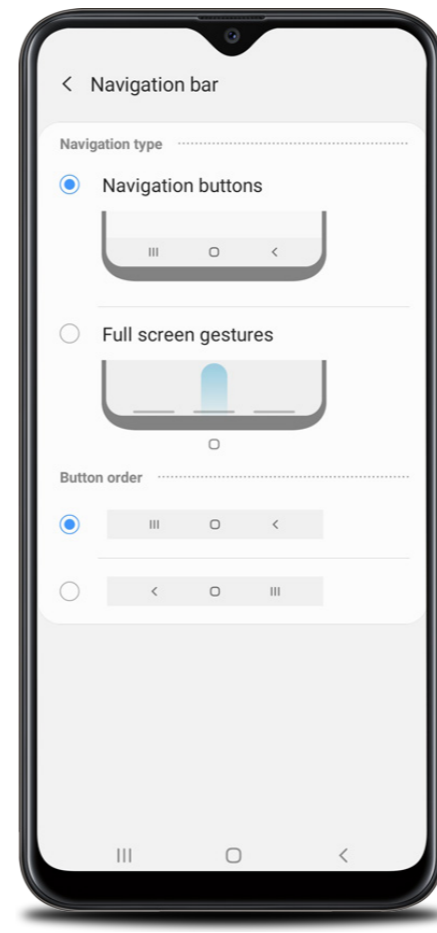 Navigation bar
Navigation type
Navigation buttons
Full screen gestures
Button order